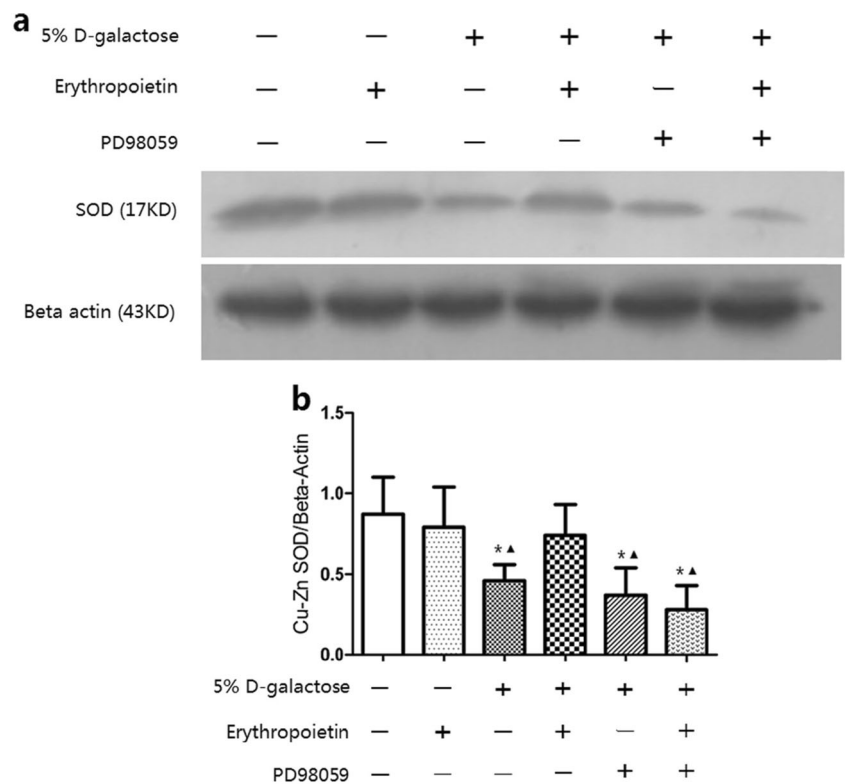 a
5% D-galactose — — + + + +
Erythropoietin — + — + — +
PD98059 — — — — + +
SOD (17KD)
Beta actin (43KD)
b
Cu-Zn SOD/Beta-Actin
1.5
1.0
0.5
0.0
*▲
*▲
*▲
5% D-galactose — — + + + +
Erythropoietin — + — + — +
PD98059 — — — — + +